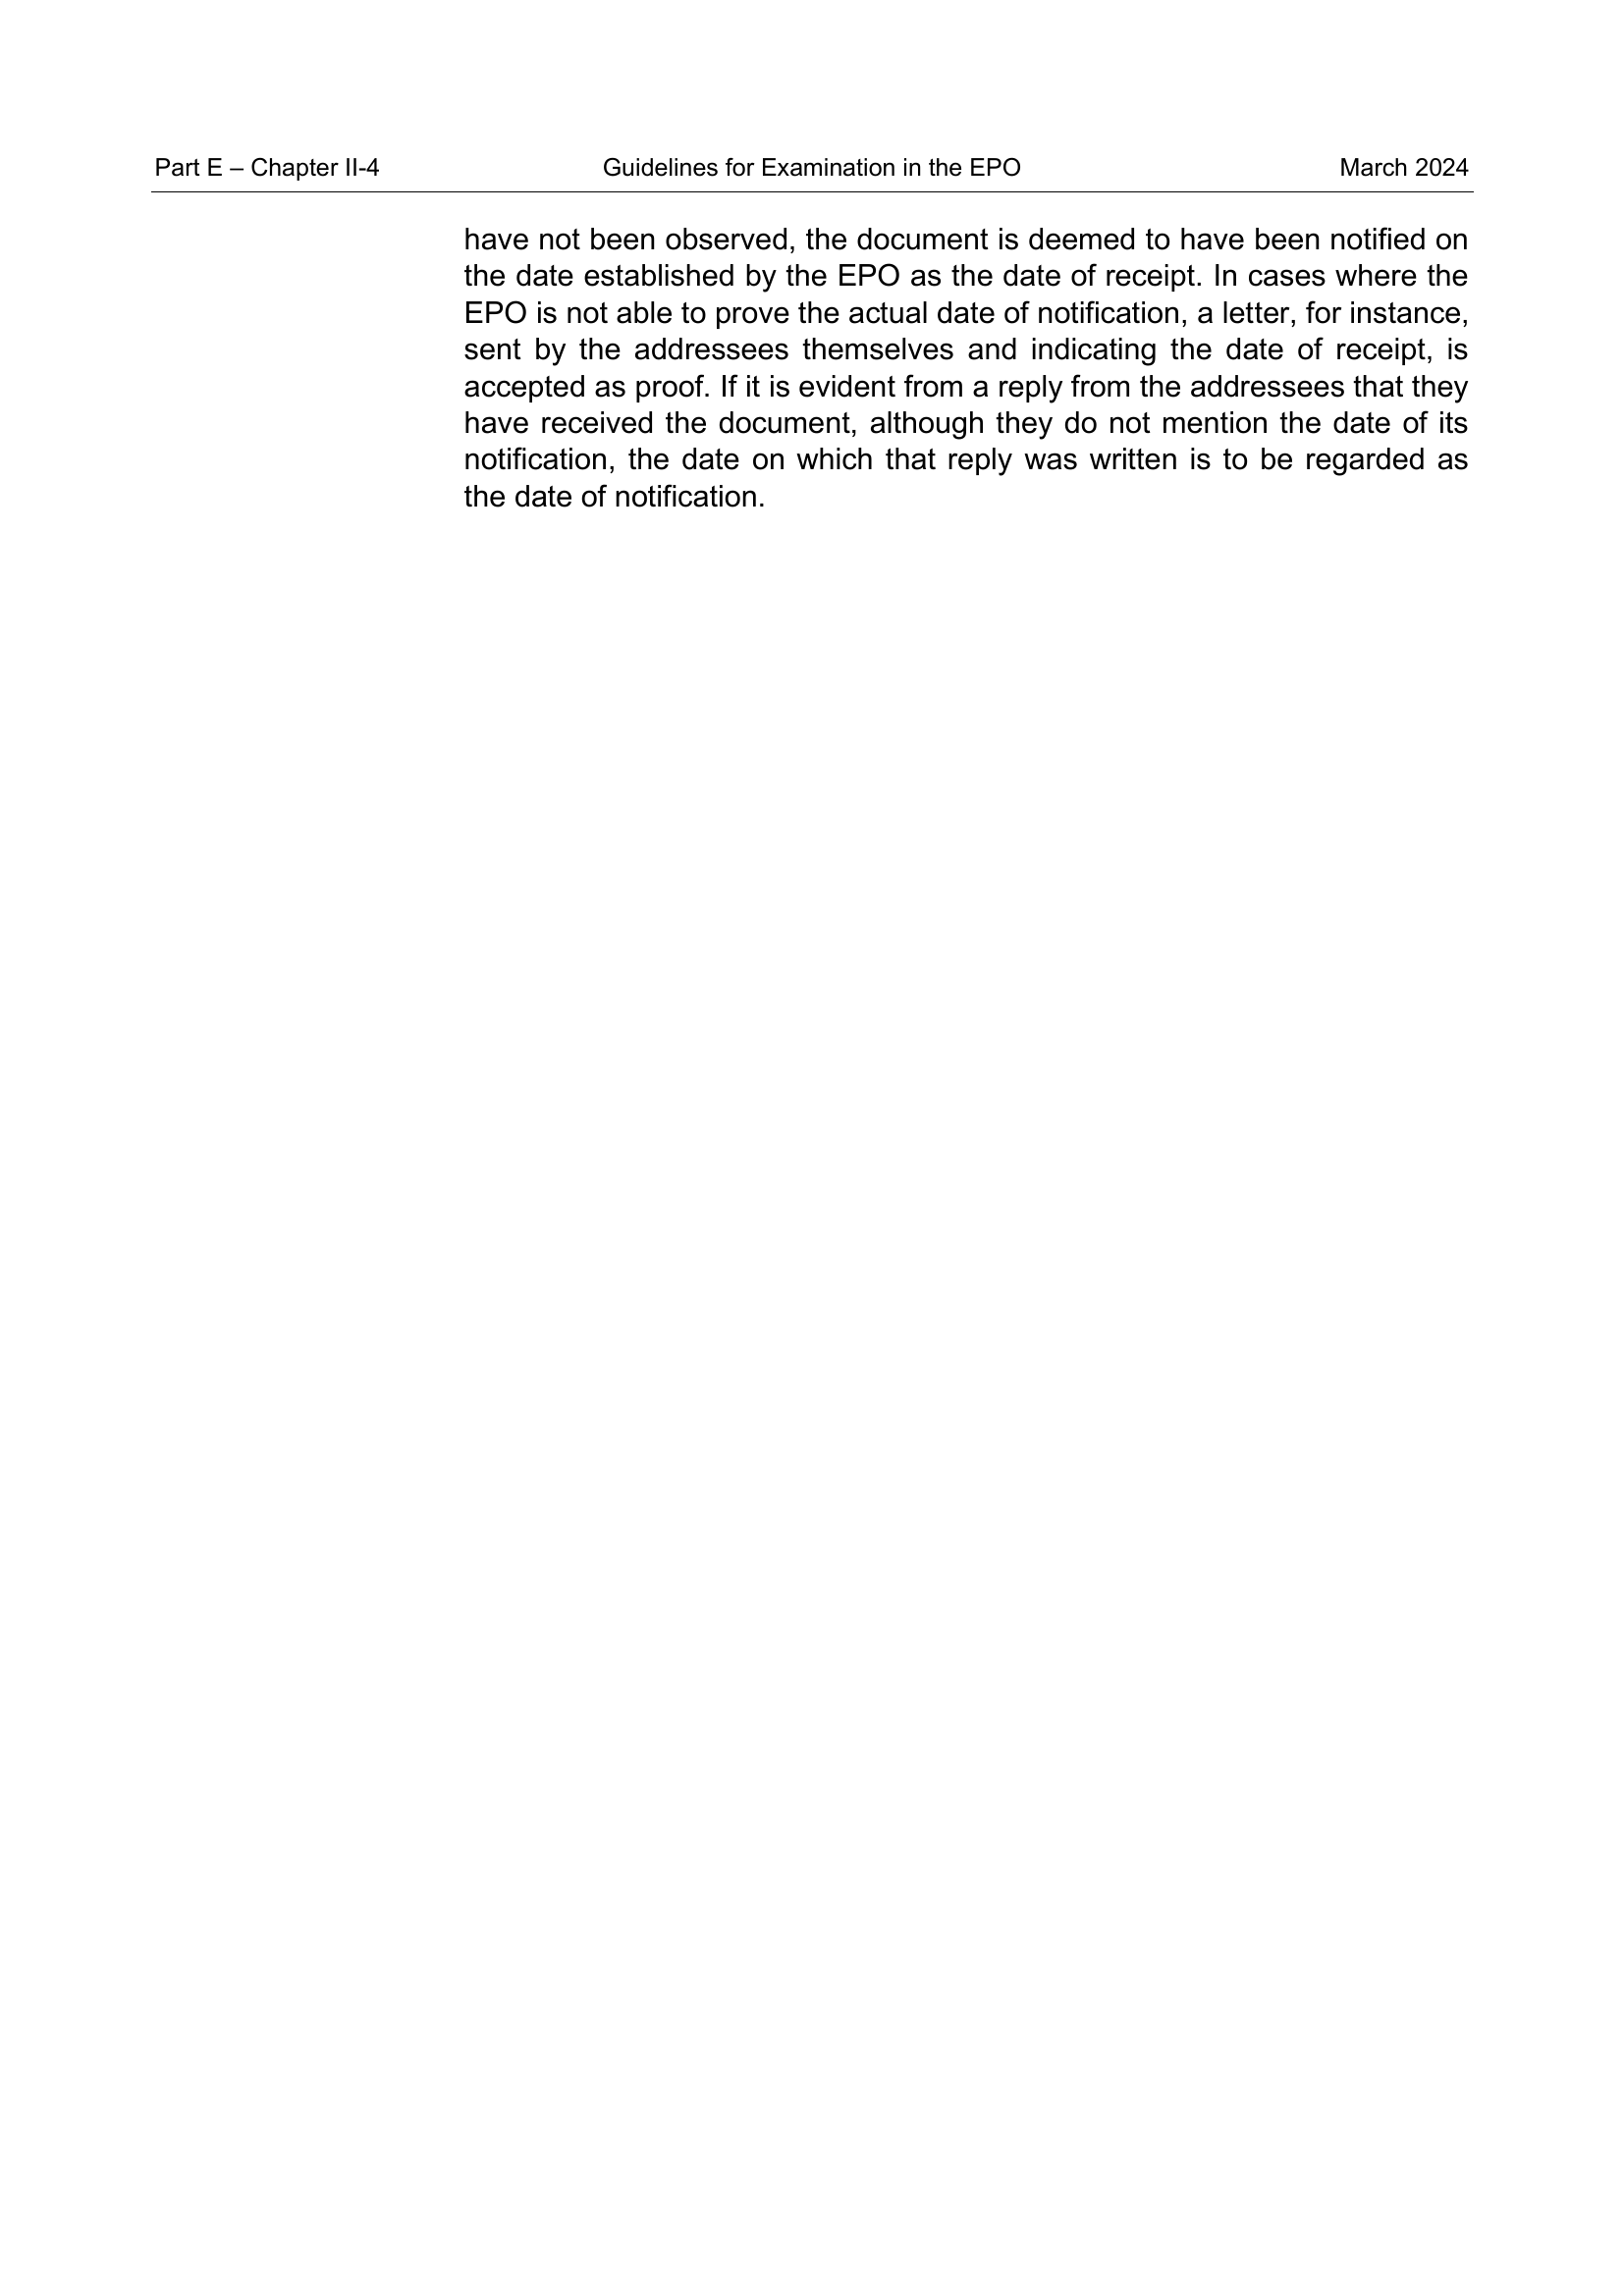 Part E – Chapter II-4 Guidelines for Examination in the EPO March 2024
have not been observed, the document is deemed to have been notified on
the date established by the EPO as the date of receipt. In cases where the
EPO is not able to prove the actual date of notification, a letter, for instance,
sent by the addressees themselves and indicating the date of receipt, is
accepted as proof. If it is evident from a reply from the addressees that they
have received the document, although they do not mention the date of its
notification, the date on which that reply was written is to be regarded as
the date of notification.